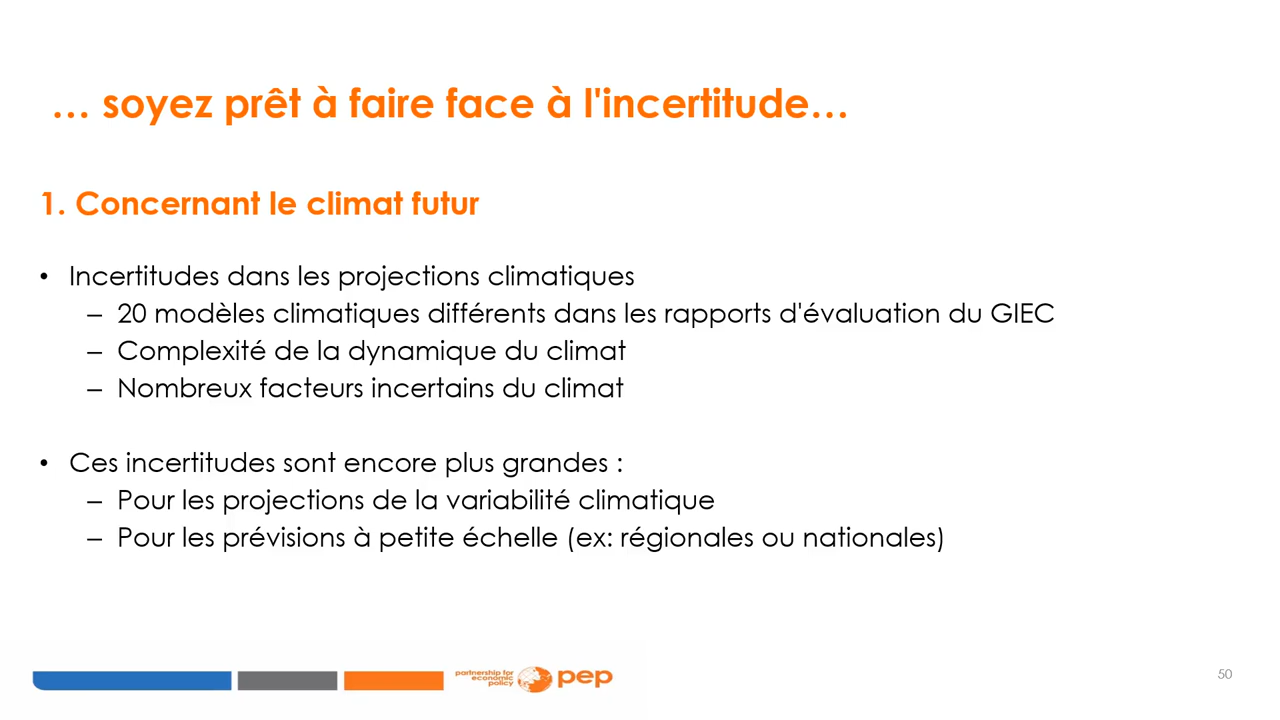 … soyez prêt à faire face à l'incertitude…
1. Concernant le climat futur
• Incertitudes dans les projections climatiques
– 20 modèles climatiques différents dans les rapports d'évaluation du GIEC
– Complexité de la dynamique du climat
– Nombreux facteurs incertains du climat
• Ces incertitudes sont encore plus grandes :
– Pour les projections de la variabilité climatique
– Pour les prévisions à petite échelle (ex: régionales ou nationales)
partnership for
economic
policy
pep
50